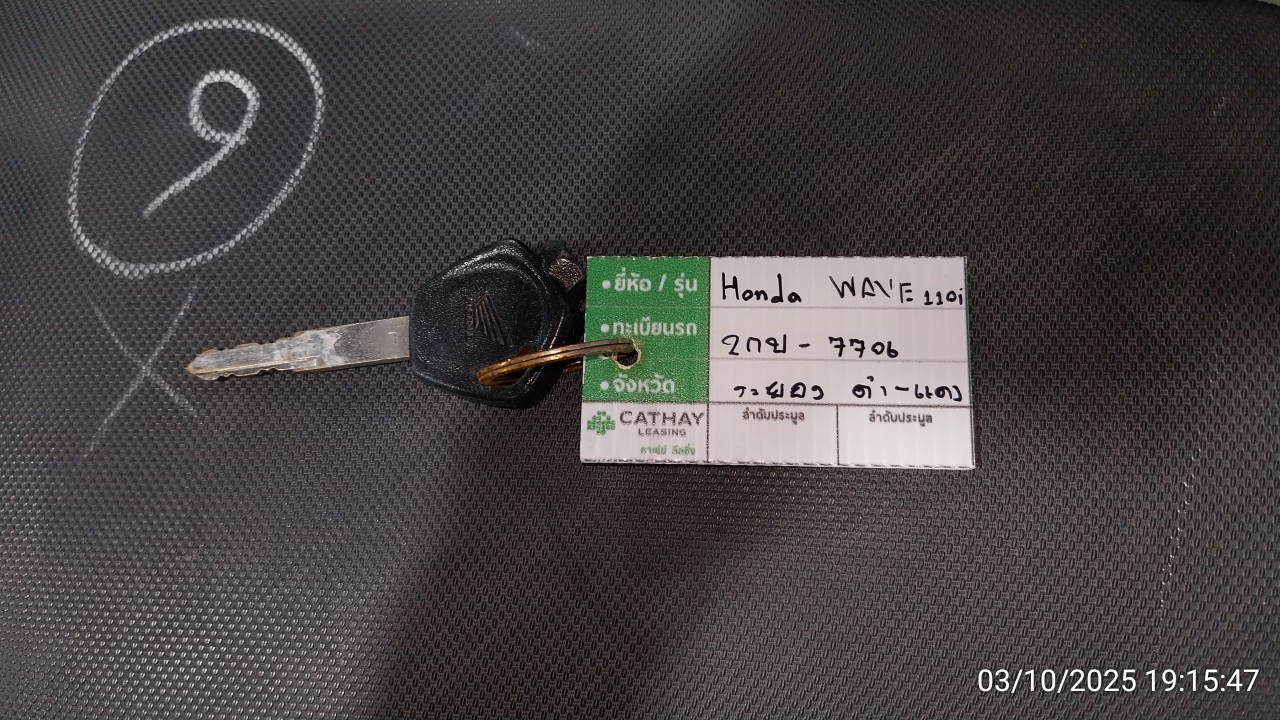 9
X
• ยี่ห้อ / รุ่น Honda WAVE 110i
• ทะเบียนรถ 2กย - 7706
• จังหวัด ระยอง ดำ-แดง
CATHAY
LEASING
คาเธ่ย์ ลีสซิ่ง
ลำดับประมูล ลำดับประมูล
03/10/2025 19:15:47